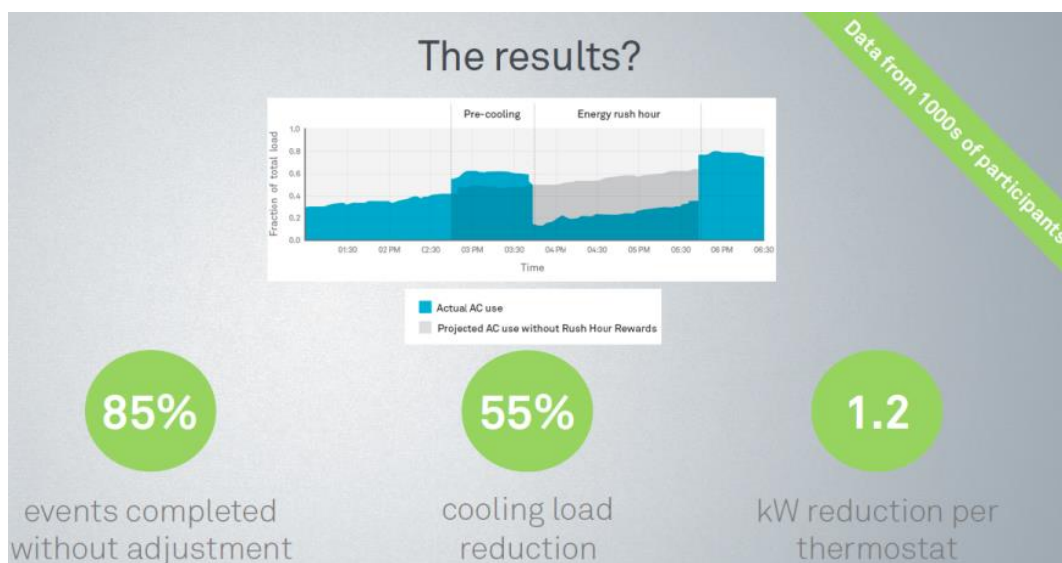 The results?
Data from 1000s of participants
Pre-cooling
Energy rush hour
Fraction of total load
1.0
0.8
0.6
0.4
0.2
0.0
01:30 02 PM 02:30 03 PM 03:30 04 PM 04:30 05 PM 05:30 06 PM 06:30
Time
Actual AC use
Projected AC use without Rush Hour Rewards
85%
events completed
without adjustment
55%
cooling load
reduction
1.2
kW reduction per
thermostat